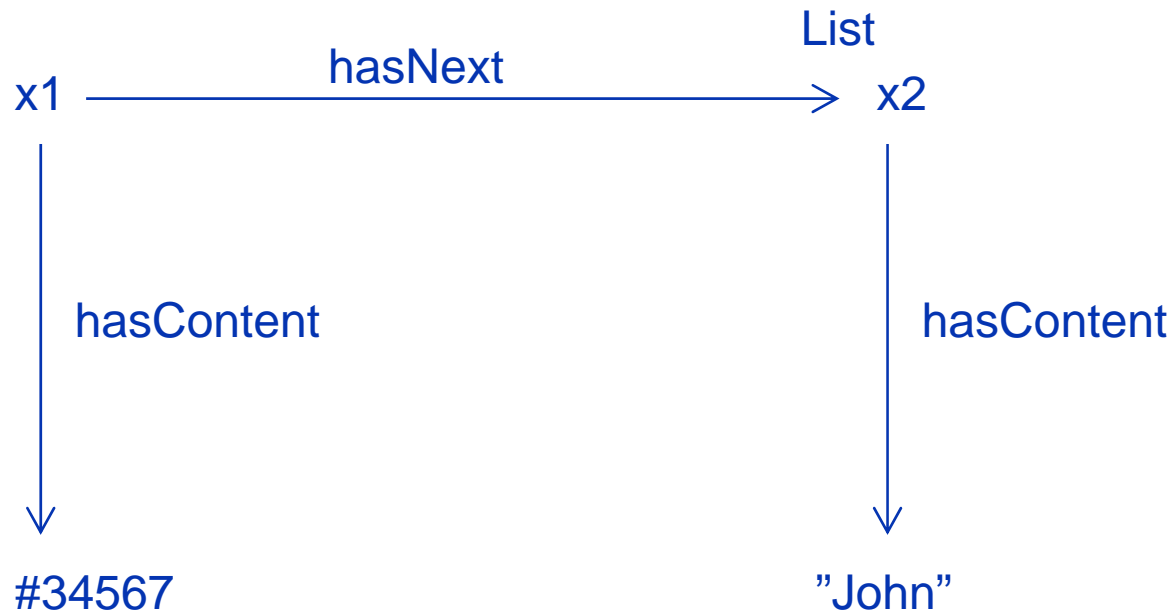 List
hasNext
x1
x2
hasContent
hasContent
#34567
”John”